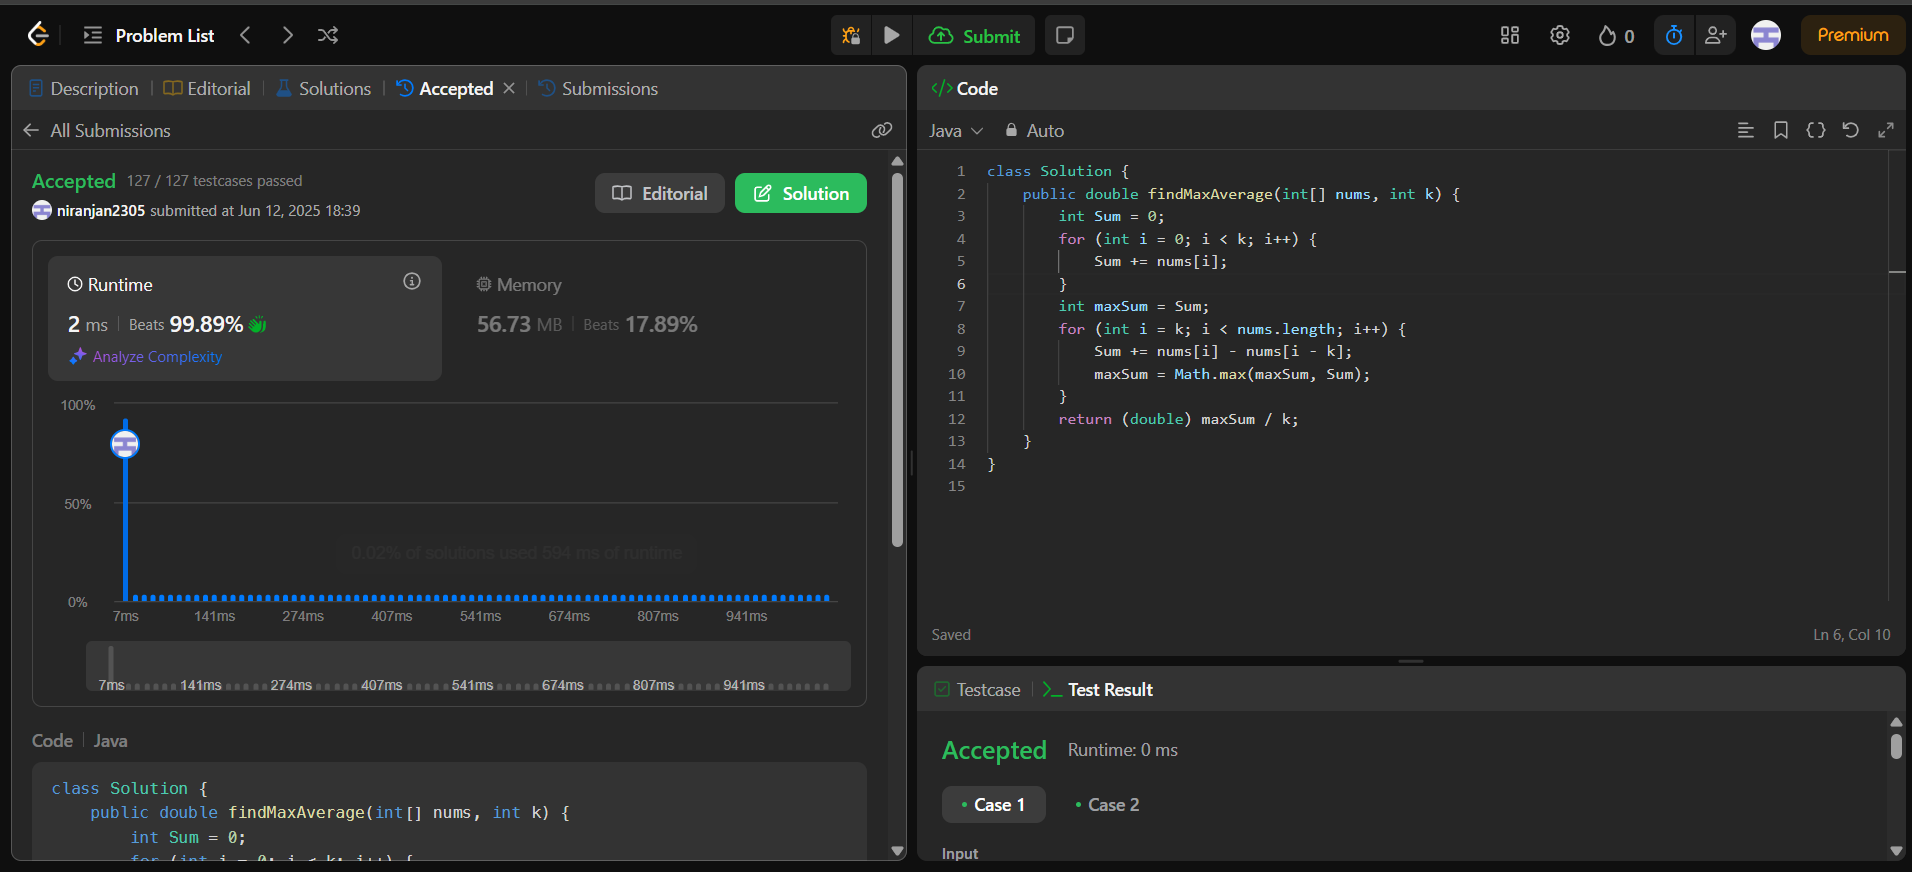 Problem List
Submit
0
Premium
Description
Editorial
Solutions
Accepted
Submissions
All Submissions
Accepted 127 / 127 testcases passed
niranjan2305 submitted at Jun 12, 2025 18:39
Editorial
Solution
Runtime
2 ms Beats 99.89%
Analyze Complexity
Memory
56.73 MB Beats 17.89%
100%
50%
0.02% of solutions used 594 ms of runtime
0%
7ms 141ms 274ms 407ms 541ms 674ms 807ms 941ms
7ms 141ms 274ms 407ms 541ms 674ms 807ms 941ms
Code Java
class Solution {
public double findMaxAverage(int[] nums, int k) {
int Sum = 0;
for (int i = 0; i < k; i++) {
</> Code
Java Auto
1 class Solution {
2 public double findMaxAverage(int[] nums, int k) {
3 int Sum = 0;
4 for (int i = 0; i < k; i++) {
5 Sum += nums[i];
6 }
7 int maxSum = Sum;
8 for (int i = k; i < nums.length; i++) {
9 Sum += nums[i] - nums[i - k];
10 maxSum = Math.max(maxSum, Sum);
11 }
12 return (double) maxSum / k;
13 }
14 }
15
Saved
Ln 6, Col 10
Testcase
Test Result
Accepted Runtime: 0 ms
Case 1
Case 2
Input